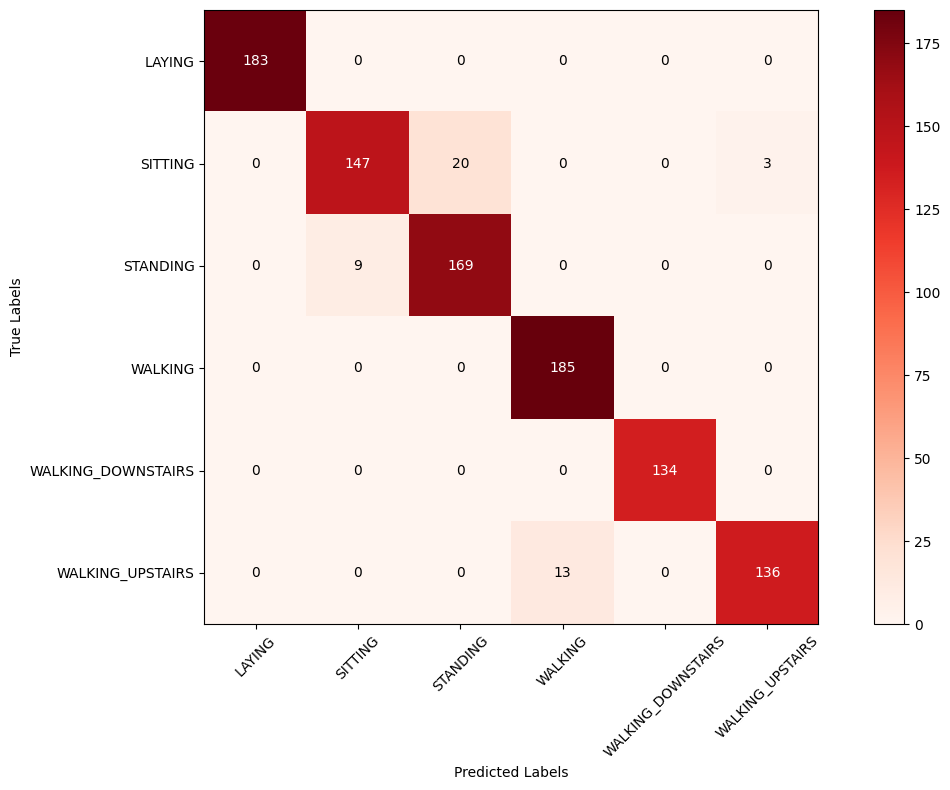 LAYING 183 0 0 0 0 0
SITTING 0 147 20 0 0 3
STANDING 0 9 169 0 0 0
WALKING 0 0 0 185 0 0
WALKING_DOWNSTAIRS 0 0 0 0 134 0
WALKING_UPSTAIRS 0 0 0 13 0 136
True Labels
LAYING SITTING STANDING WALKING WALKING_DOWNSTAIRS WALKING_UPSTAIRS
Predicted Labels
175
150
125
100
75
50
25
0